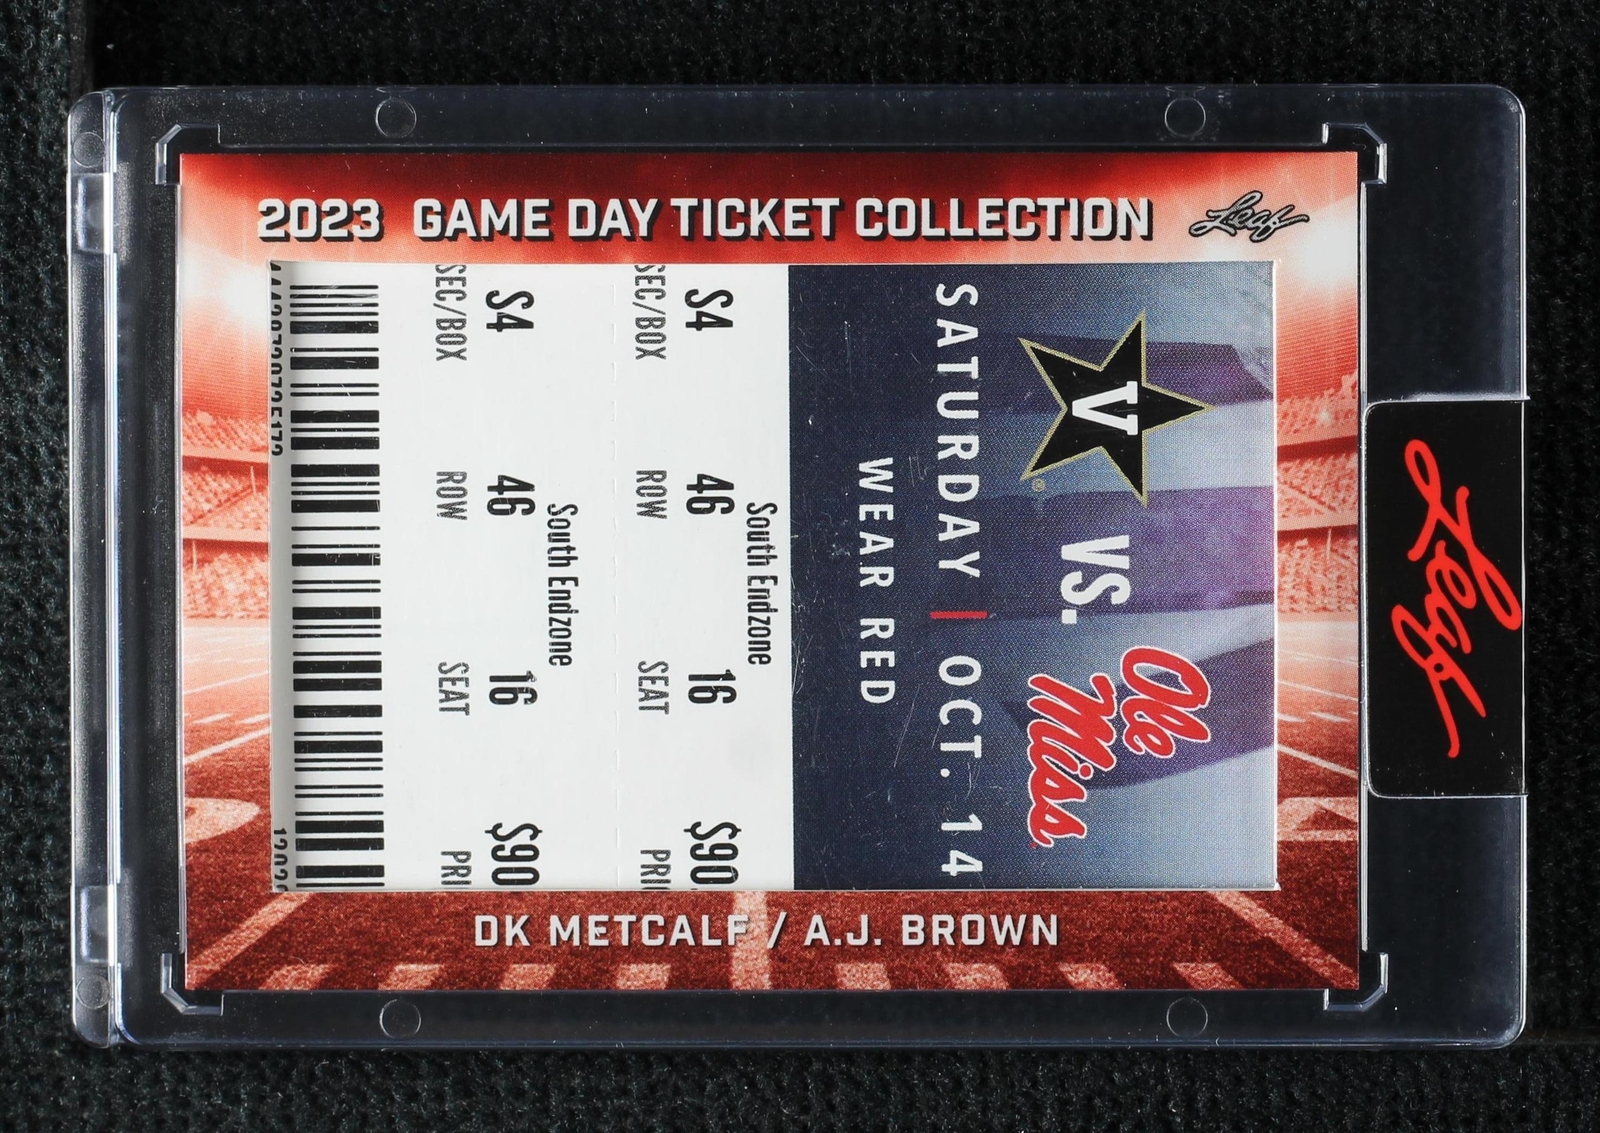 2023 GAME DAY TICKET COLLECTION
Leaf
V
®
VS.
Ole
Miss
SATURDAY | OCT. 14
WEAR RED
South Endzone
S4 46 16 $90
SEC/BOX ROW SEAT PRI
South Endzone
S4 46 16 $90
SEC/BOX ROW SEAT PRI
DK METCALF / A.J. BROWN
Leaf